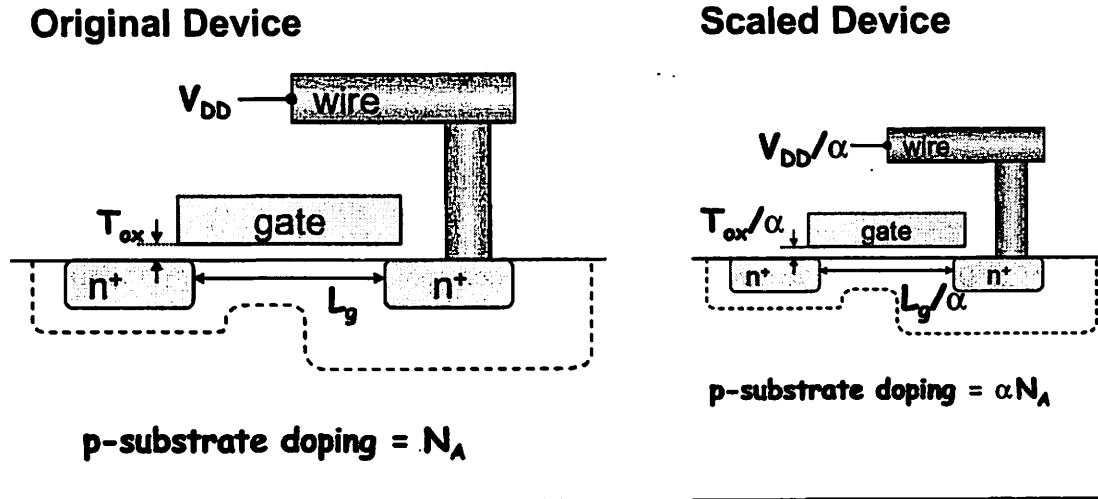 Original Device
V_DD
wire
T_ox
gate
n⁺
n⁺
L_g
p-substrate doping = N_A
Scaled Device
V_DD/α
wire
T_ox/α
gate
n⁺
n⁺
L_g/α
p-substrate doping = αN_A